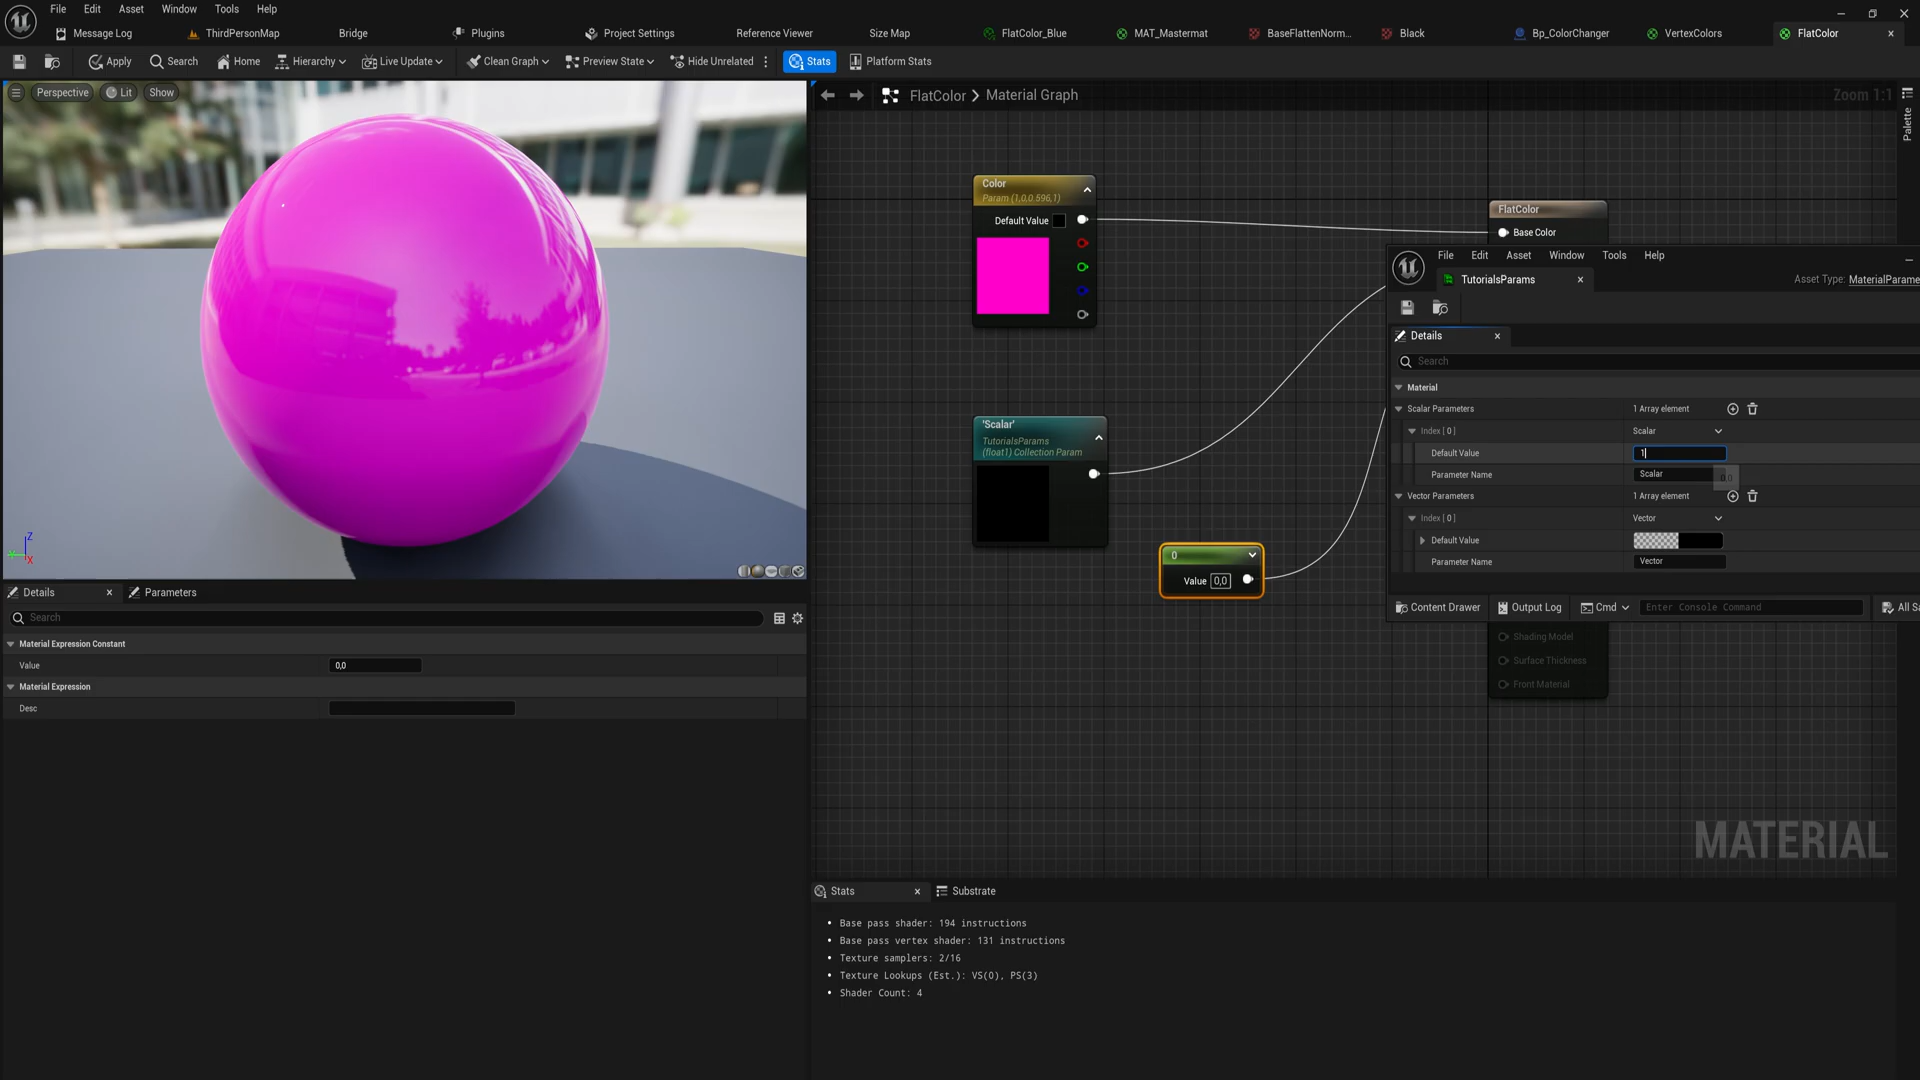 File Edit Asset Window Tools Help
Message Log ThirdPersonMap Bridge Plugins Project Settings Reference Viewer Size Map FlatColor_Blue MAT_Mastermat BaseFlattenNorm... Black Bp_ColorChanger VertexColors FlatColor
Apply Search Home Hierarchy Live Update Clean Graph Preview State Hide Unrelated Stats Platform Stats
Perspective Lit Show
FlatColor > Material Graph Zoom 1:1
Palette
Color
Param (1,0,0.596,1)
Default Value
FlatColor
Base Color
File Edit Asset Window Tools Help
TutorialsParams
Asset Type: MaterialParame
Details
Search
Material
Scalar Parameters 1 Array element
Index [ 0 ] Scalar
Default Value 1
Parameter Name Scalar
0,0
Vector Parameters 1 Array element
Index [ 0 ] Vector
Default Value
Parameter Name Vector
Content Drawer Output Log Cmd Enter Console Command All Sa
'Scalar'
TutorialsParams
(float1) Collection Param
0
Value 0,0
Shading Model
Surface Thickness
Front Material
MATERIAL
Z
X
Details Parameters
Search
Material Expression Constant
Value 0,0
Material Expression
Desc
Stats Substrate
• Base pass shader: 194 instructions
• Base pass vertex shader: 131 instructions
• Texture samplers: 2/16
• Texture Lookups (Est.): VS(0), PS(3)
• Shader Count: 4